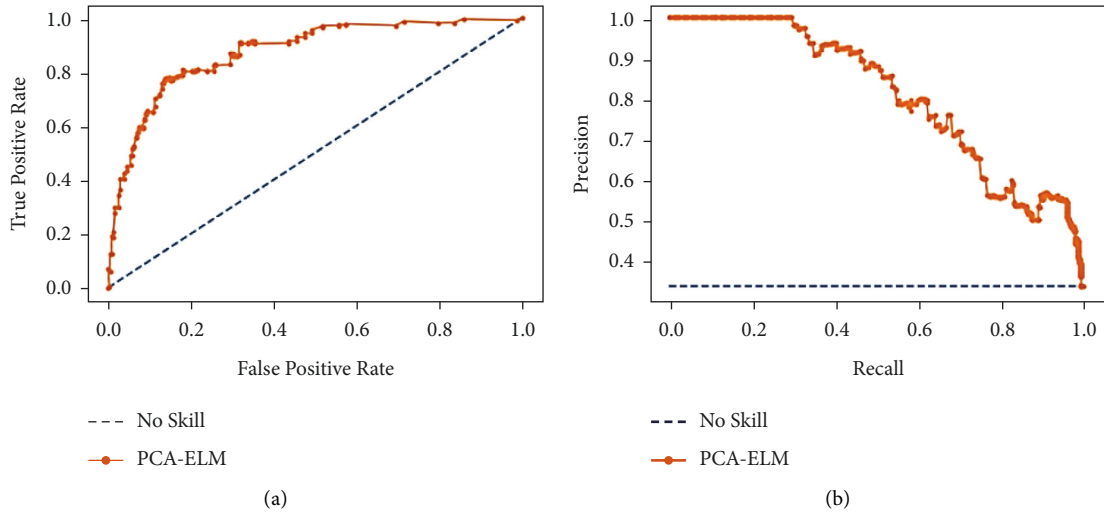 1.0
0.8
0.6
0.4
0.2
0.0
True Positive Rate
0.0 0.2 0.4 0.6 0.8 1.0
False Positive Rate
No Skill
PCA-ELM
(a)
1.0
0.9
0.8
0.7
0.6
0.5
0.4
Precision
0.0 0.2 0.4 0.6 0.8 1.0
Recall
No Skill
PCA-ELM
(b)